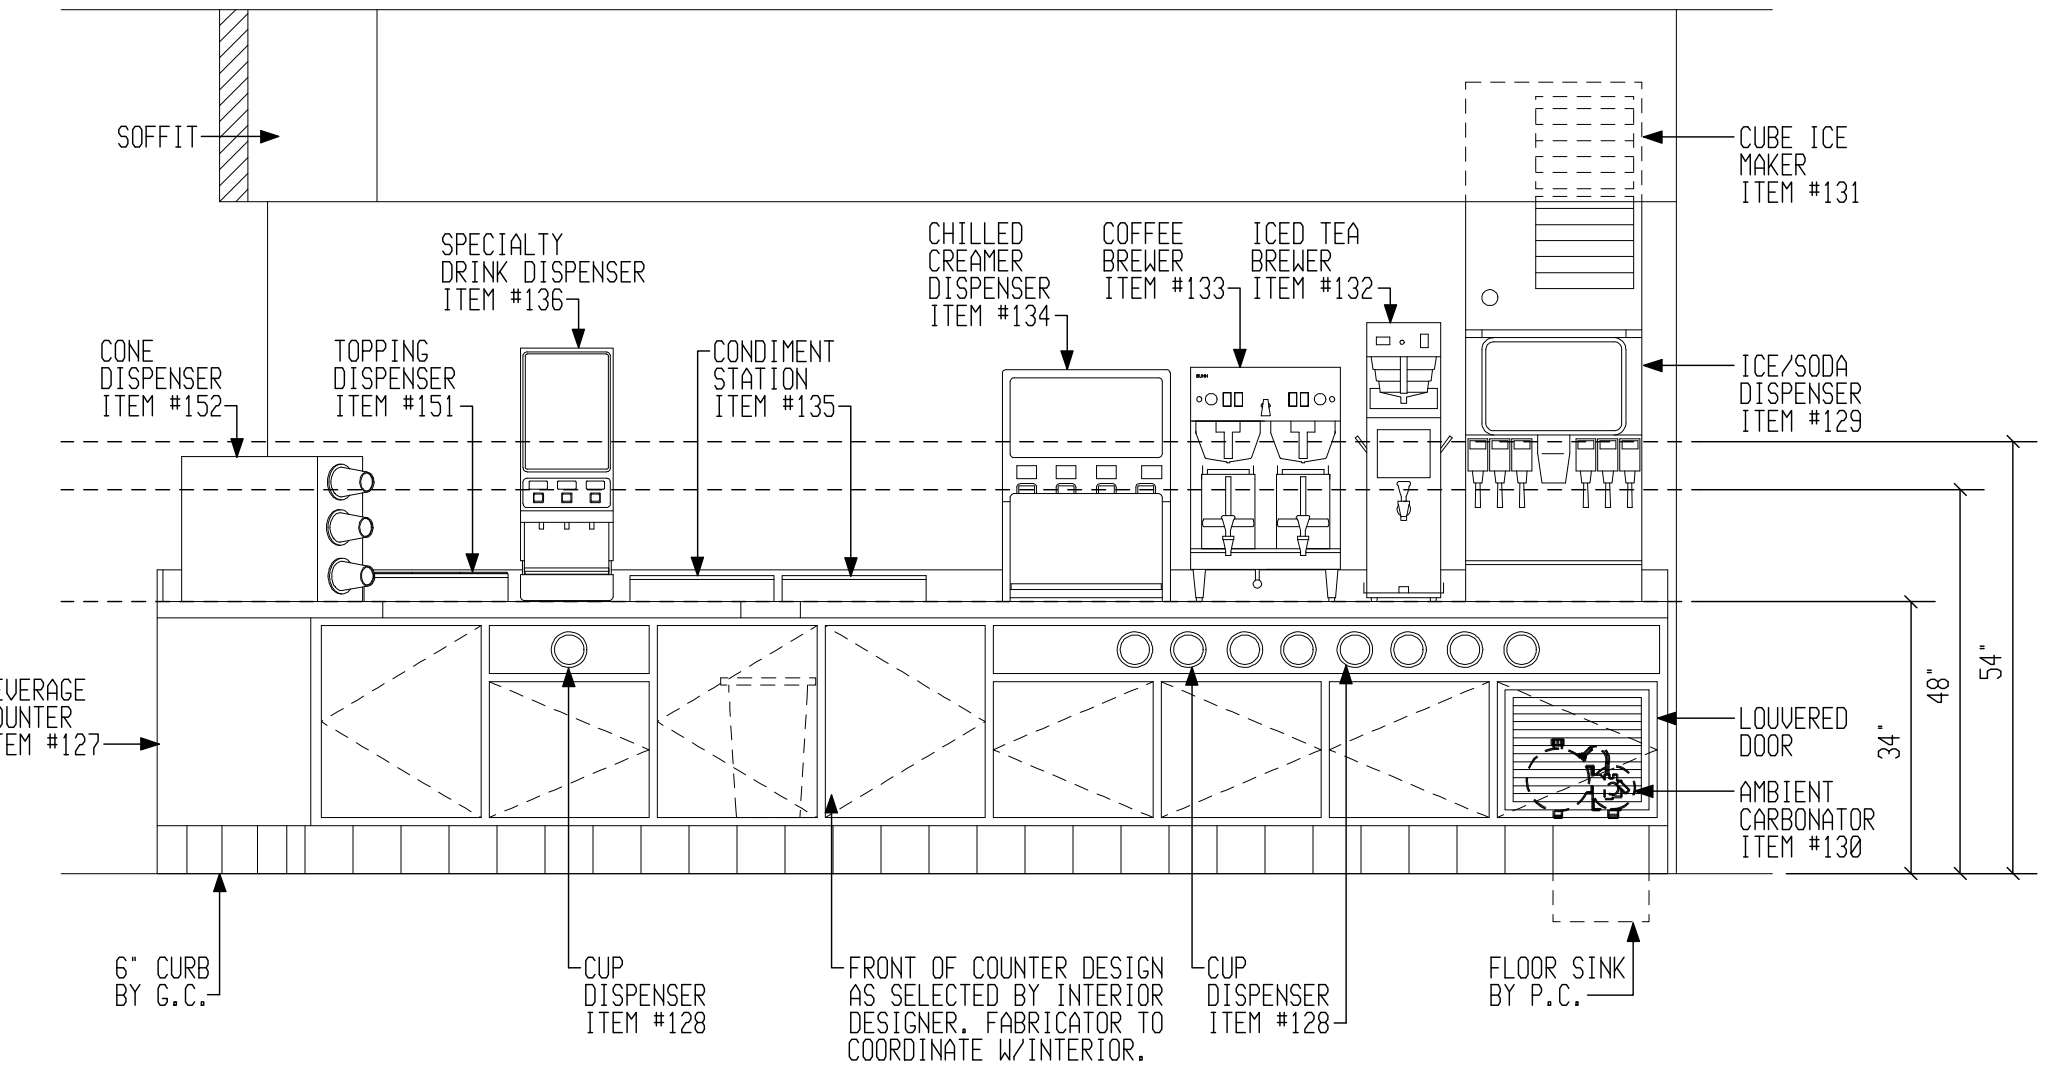 SOFFIT
CUBE ICE
MAKER
ITEM #131
SPECIALTY
DRINK DISPENSER
ITEM #136
CHILLED
CREAMER
DISPENSER
ITEM #134
COFFEE
BREWER
ITEM #133
ICED TEA
BREWER
ITEM #132
CONE
DISPENSER
ITEM #152
TOPPING
DISPENSER
ITEM #151
CONDIMENT
STATION
ITEM #135
ICE/SODA
DISPENSER
ITEM #129
BUNN
54"
48"
34"
EVERAGE
OUNTER
TEM #127
LOUVERED
DOOR
AMBIENT
CARBONATOR
ITEM #130
6" CURB
BY G.C.
CUP
DISPENSER
ITEM #128
FRONT OF COUNTER DESIGN
AS SELECTED BY INTERIOR
DESIGNER. FABRICATOR TO
COORDINATE W/INTERIOR.
CUP
DISPENSER
ITEM #128
FLOOR SINK
BY P.C.